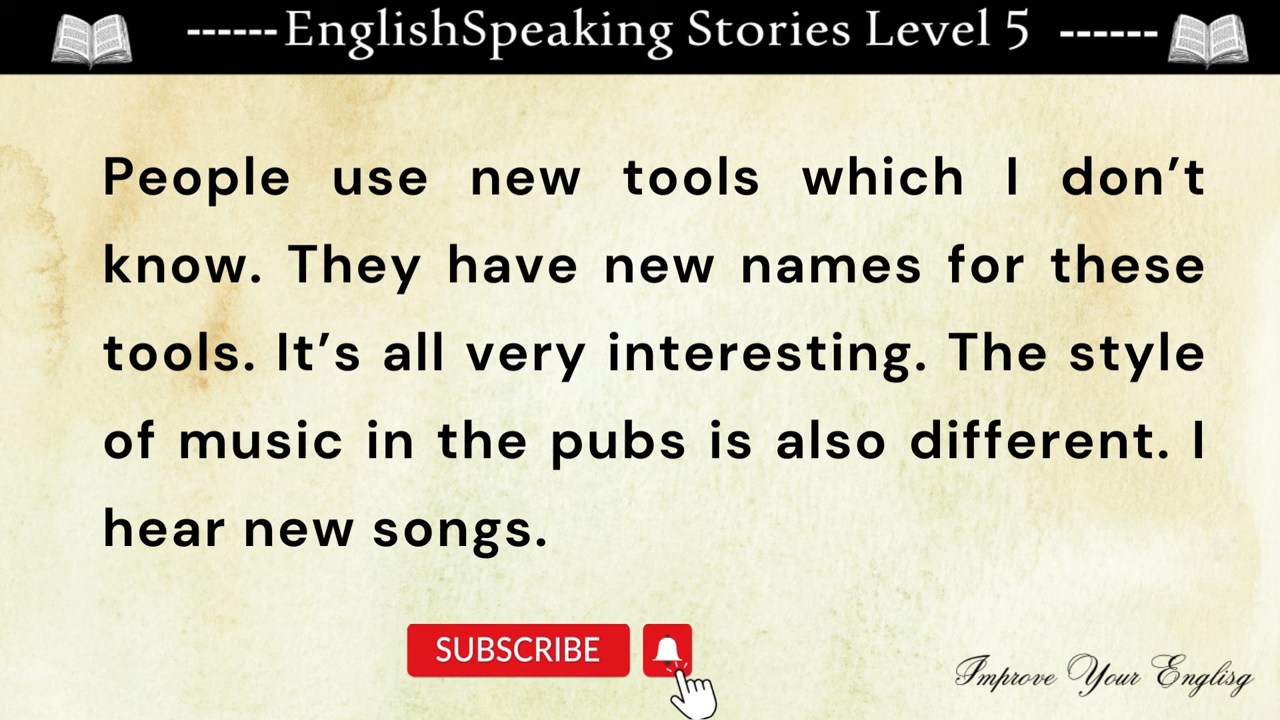 ------EnglishSpeaking Stories Level 5 ------
People use new tools which I don’t
know. They have new names for these
tools. It’s all very interesting. The style
of music in the pubs is also different. I
hear new songs.
SUBSCRIBE
Improve Your Englisg